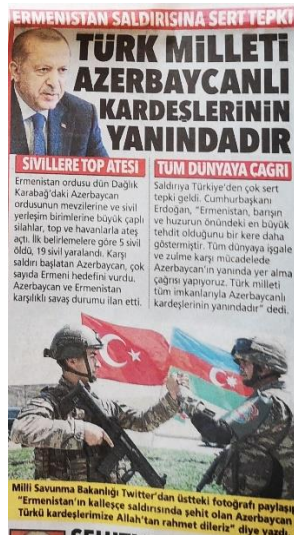 ERMENİSTAN SALDIRISINA SERT TEPKİ
TÜRK MİLLETİ
AZERBAYCANLI
KARDEŞLERİNİN
YANINDADIR
SİVİLLERE TOP ATEŞİ
Ermenistan ordusu dün Dağlık
Karabağ'daki Azerbaycan
ordusunun mevzilerine ve sivil
yerleşim birimlerine büyük çaplı
silahlar, top ve havanlarla ateş
açtı. İlk belirlemelere göre 5 sivil
öldü, 19 sivil yaralandı. Karşı
saldırı başlatan Azerbaycan, çok
sayıda Ermeni hedefini vurdu.
Azerbaycan ve Ermenistan
karşılıklı savaş durumu ilan etti.
TÜM DÜNYAYA ÇAĞRI
Saldırıya Türkiye'den çok sert
tepki geldi. Cumhurbaşkanı
Erdoğan, “Ermenistan, barışın
ve huzurun önündeki en büyük
tehdit olduğunu bir kere daha
göstermiştir. Tüm dünyaya işgale
ve zulme karşı mücadelede
Azerbaycan'ın yanında yer alma
çağrısı yapıyoruz. Türk milleti
tüm imkanlarıyla Azerbaycanlı
kardeşlerinin yanındadır” dedi.
Milli Savunma Bakanlığı Twitter'dan üstteki fotoğrafı paylaşıp
“Ermenistan'ın kalleşçe saldırısında şehit olan Azerbaycan
Türkü kardeşlerimize Allah'tan rahmet dileriz” diye yazdı.